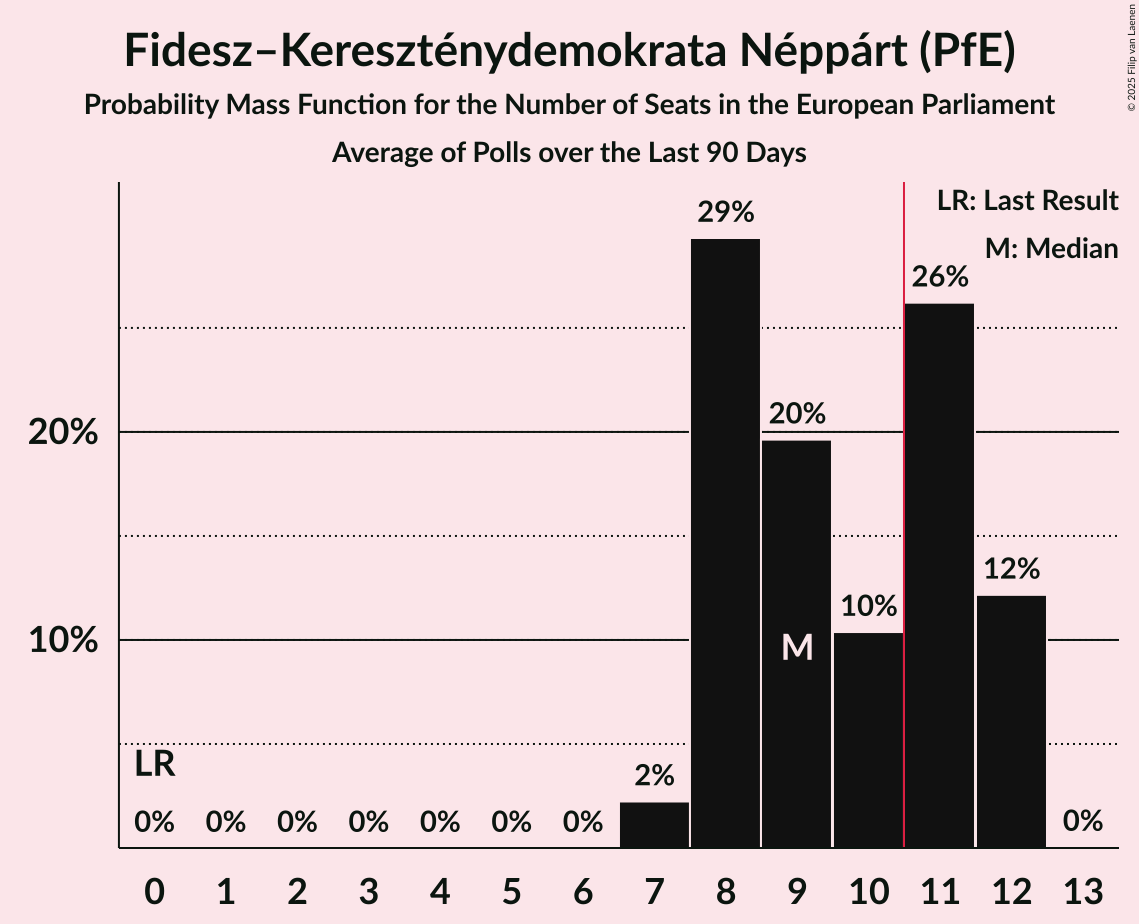 Fidesz–Kereszténydemokrata Néppárt (PfE)
Probability Mass Function for the Number of Seats in the European Parliament
Average of Polls over the Last 90 Days
© 2025 Filip van Laenen
LR: Last Result
M: Median
29%
26%
20%
20%
12%
10%
10%
M
LR
2%
0% 0% 0% 0% 0% 0% 0% 0%
0 1 2 3 4 5 6 7 8 9 10 11 12 13